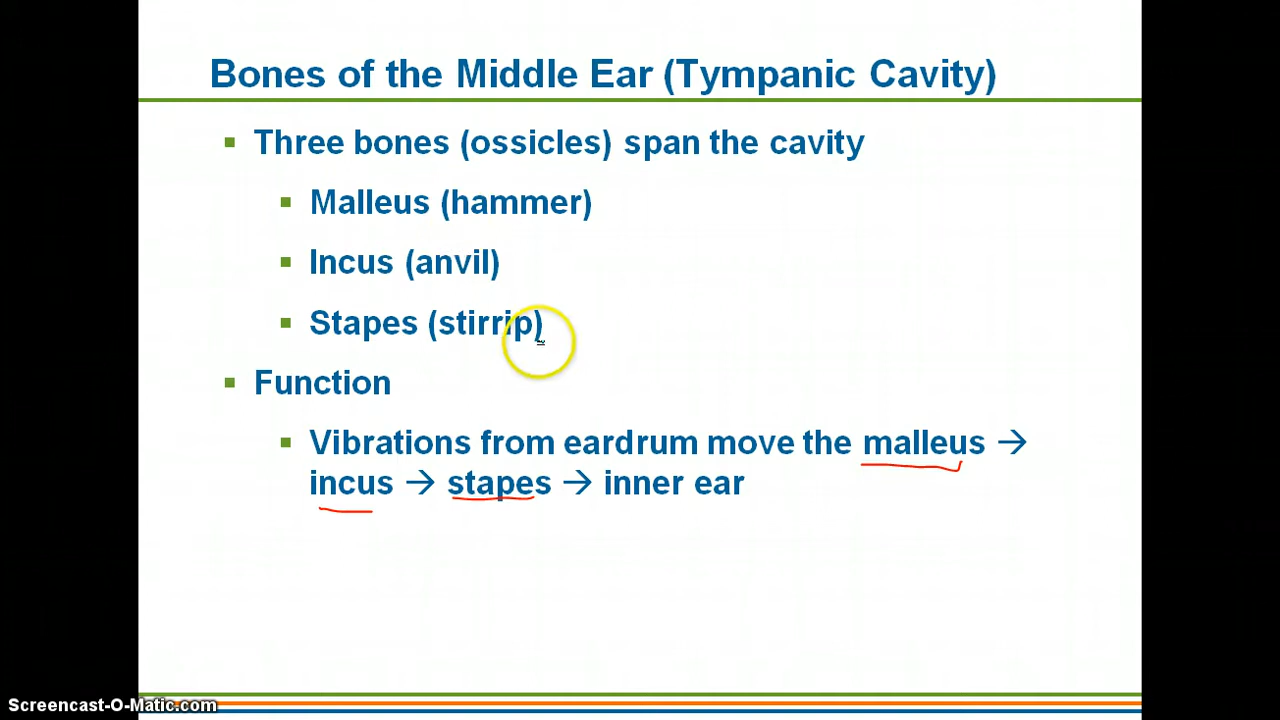 Bones of the Middle Ear (Tympanic Cavity)
Three bones (ossicles) span the cavity
Malleus (hammer)
Incus (anvil)
Stapes (stirrip)
Function
Vibrations from eardrum move the malleus →
incus → stapes → inner ear
Screencast-O-Matic.com